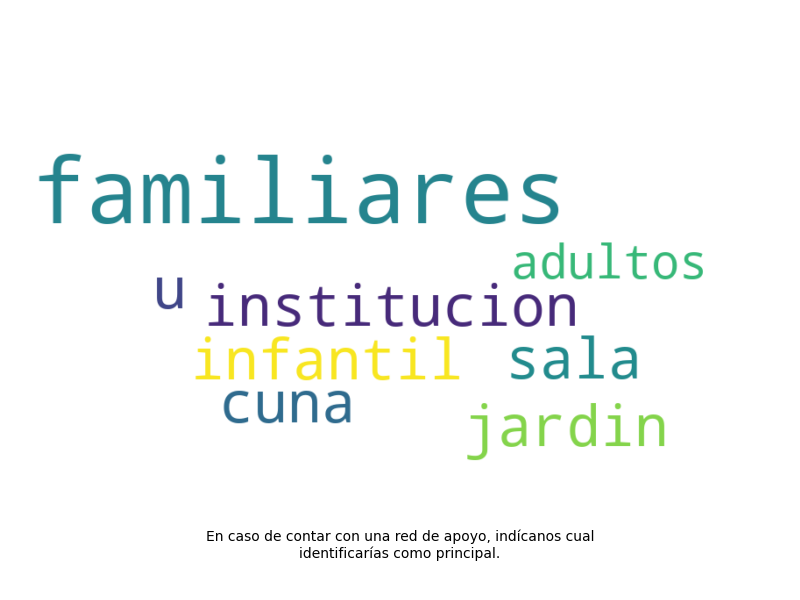 familiares
adultos
u institucion
infantil sala
cuna
jardin
En caso de contar con una red de apoyo, indícanos cual
identificarías como principal.